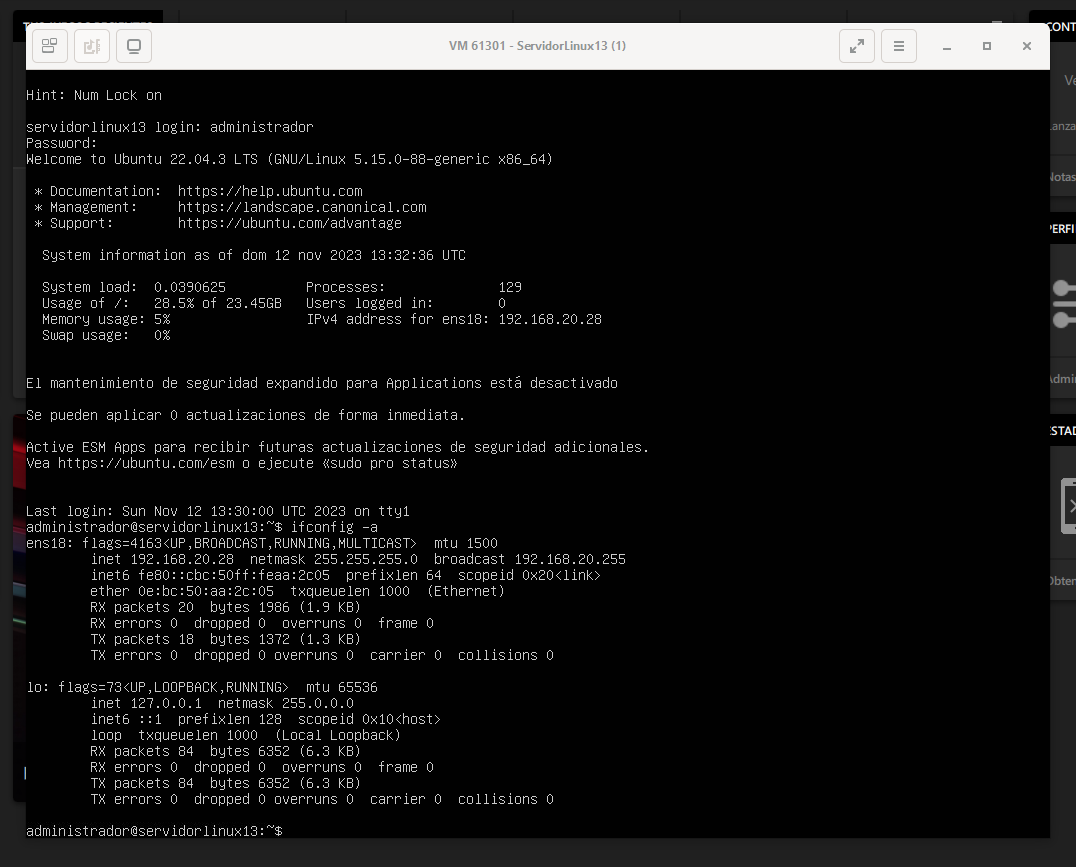 CONT
VM 61301 - ServidorLinux13 (1)
Hint: Num Lock on
servidorlinux13 login: administrador
Password:
Welcome to Ubuntu 22.04.3 LTS (GNU/Linux 5.15.0-88-generic x86_64)
* Documentation:  https://help.ubuntu.com
* Management:     https://landscape.canonical.com
* Support:        https://ubuntu.com/advantage
System information as of dom 12 nov 2023 13:32:36 UTC
System load:  0.0390625          Processes:              129
Usage of /:   28.5% of 23.45GB   Users logged in:        0
Memory usage: 5%                 IPv4 address for ens18: 192.168.20.28
Swap usage:   0%
El mantenimiento de seguridad expandido para Applications está desactivado
Se pueden aplicar 0 actualizaciones de forma inmediata.
Active ESM Apps para recibir futuras actualizaciones de seguridad adicionales.
Vea https://ubuntu.com/esm o ejecute «sudo pro status»
Last login: Sun Nov 12 13:30:00 UTC 2023 on tty1
administrador@servidorlinux13:~$ ifconfig -a
ens18: flags=4163<UP,BROADCAST,RUNNING,MULTICAST>  mtu 1500
inet 192.168.20.28  netmask 255.255.255.0  broadcast 192.168.20.255
inet6 fe80::cbc:50ff:feaa:2c05  prefixlen 64  scopeid 0x20<link>
ether 0e:bc:50:aa:2c:05  txqueuelen 1000  (Ethernet)
RX packets 20  bytes 1986 (1.9 KB)
RX errors 0  dropped 0  overruns 0  frame 0
TX packets 18  bytes 1372 (1.3 KB)
TX errors 0  dropped 0 overruns 0  carrier 0  collisions 0
lo: flags=73<UP,LOOPBACK,RUNNING>  mtu 65536
inet 127.0.0.1  netmask 255.0.0.0
inet6 ::1  prefixlen 128  scopeid 0x10<host>
loop  txqueuelen 1000  (Local Loopback)
RX packets 84  bytes 6352 (6.3 KB)
RX errors 0  dropped 0  overruns 0  frame 0
TX packets 84  bytes 6352 (6.3 KB)
TX errors 0  dropped 0 overruns 0  carrier 0  collisions 0
administrador@servidorlinux13:~$
Ve
anza
Notas
PERFI
Admin
ESTAD
Obten